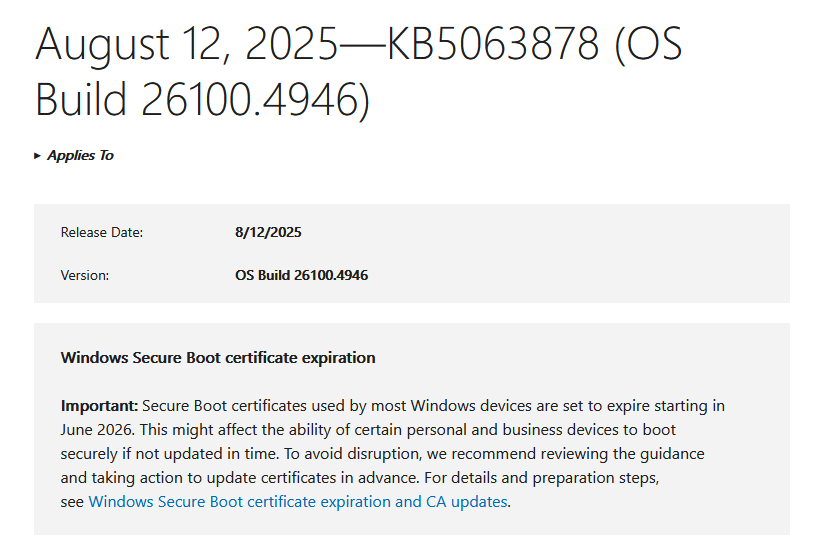 August 12, 2025—KB5063878 (OS
Build 26100.4946)
▸ Applies To
Release Date: 8/12/2025
Version: OS Build 26100.4946
Windows Secure Boot certificate expiration
Important: Secure Boot certificates used by most Windows devices are set to expire starting in
June 2026. This might affect the ability of certain personal and business devices to boot
securely if not updated in time. To avoid disruption, we recommend reviewing the guidance
and taking action to update certificates in advance. For details and preparation steps,
see Windows Secure Boot certificate expiration and CA updates.